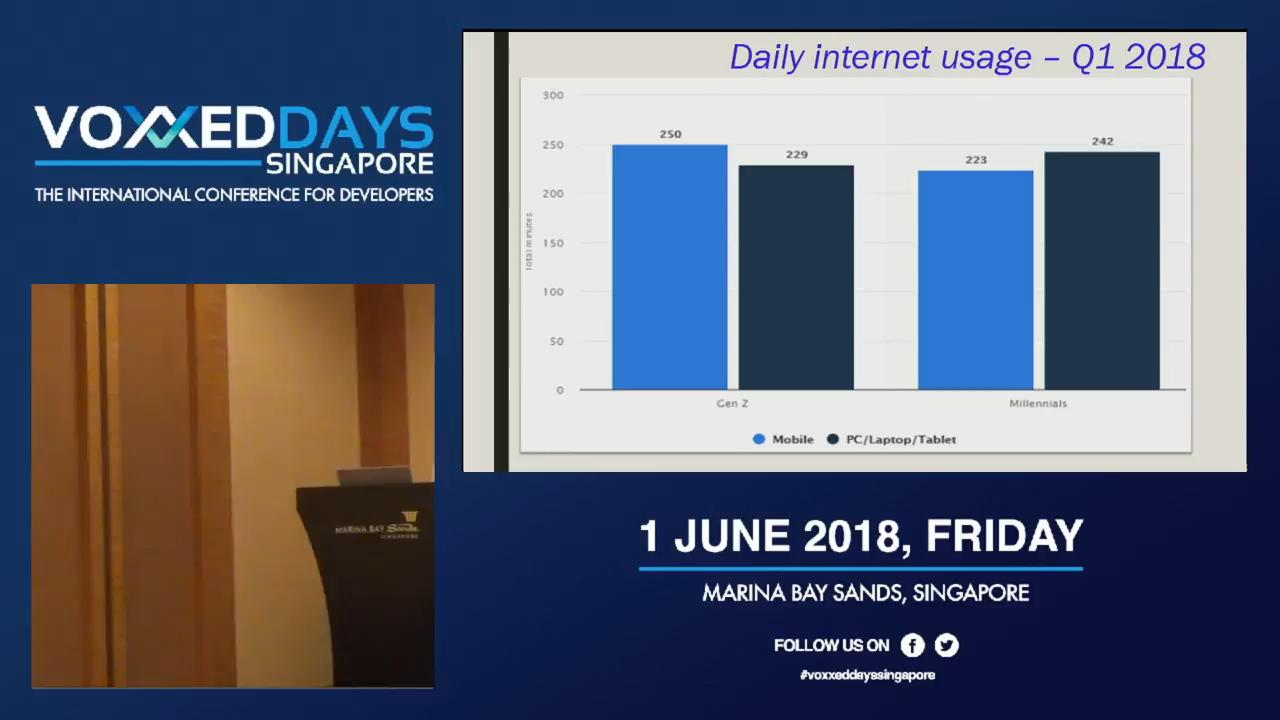 VOXXEDDAYS
SINGAPORE
THE INTERNATIONAL CONFERENCE FOR DEVELOPERS
Daily internet usage – Q1 2018
300
250
200
150
100
50
0
Total minutes
250
229
223
242
Gen Z
Millennials
Mobile
PC/Laptop/Tablet
MARINA BAY Sands
SINGAPORE
1 JUNE 2018, FRIDAY
MARINA BAY SANDS, SINGAPORE
FOLLOW US ON
#voxxeddayssingapore